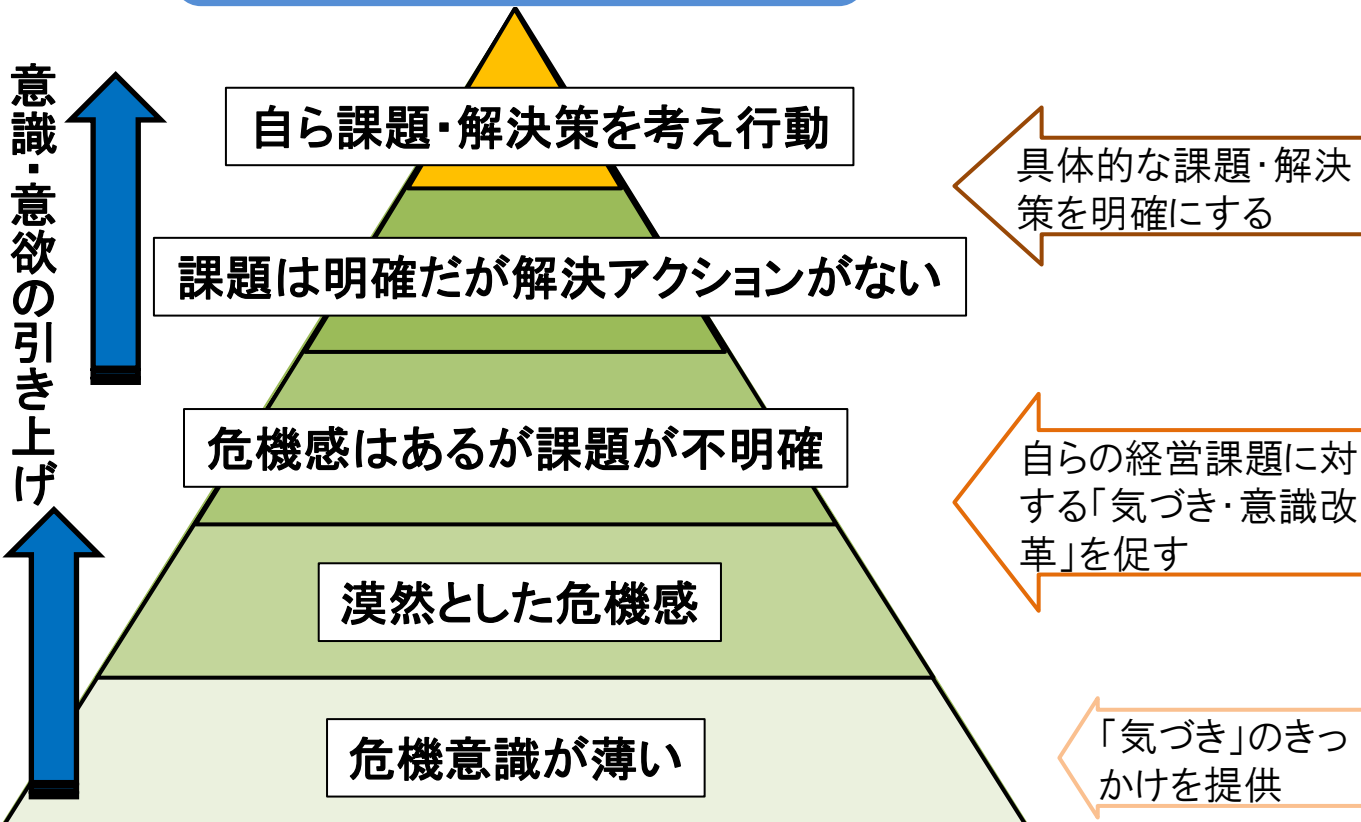 意識・意欲の引き上げ
自ら課題・解決策を考え行動
課題は明確だが解決アクションがない
危機感はあるが課題が不明確
漠然とした危機感
危機意識が薄い
具体的な課題・解決
策を明確にする
自らの経営課題に対
する「気づき・意識改
革」を促す
「気づき」のきっ
かけを提供